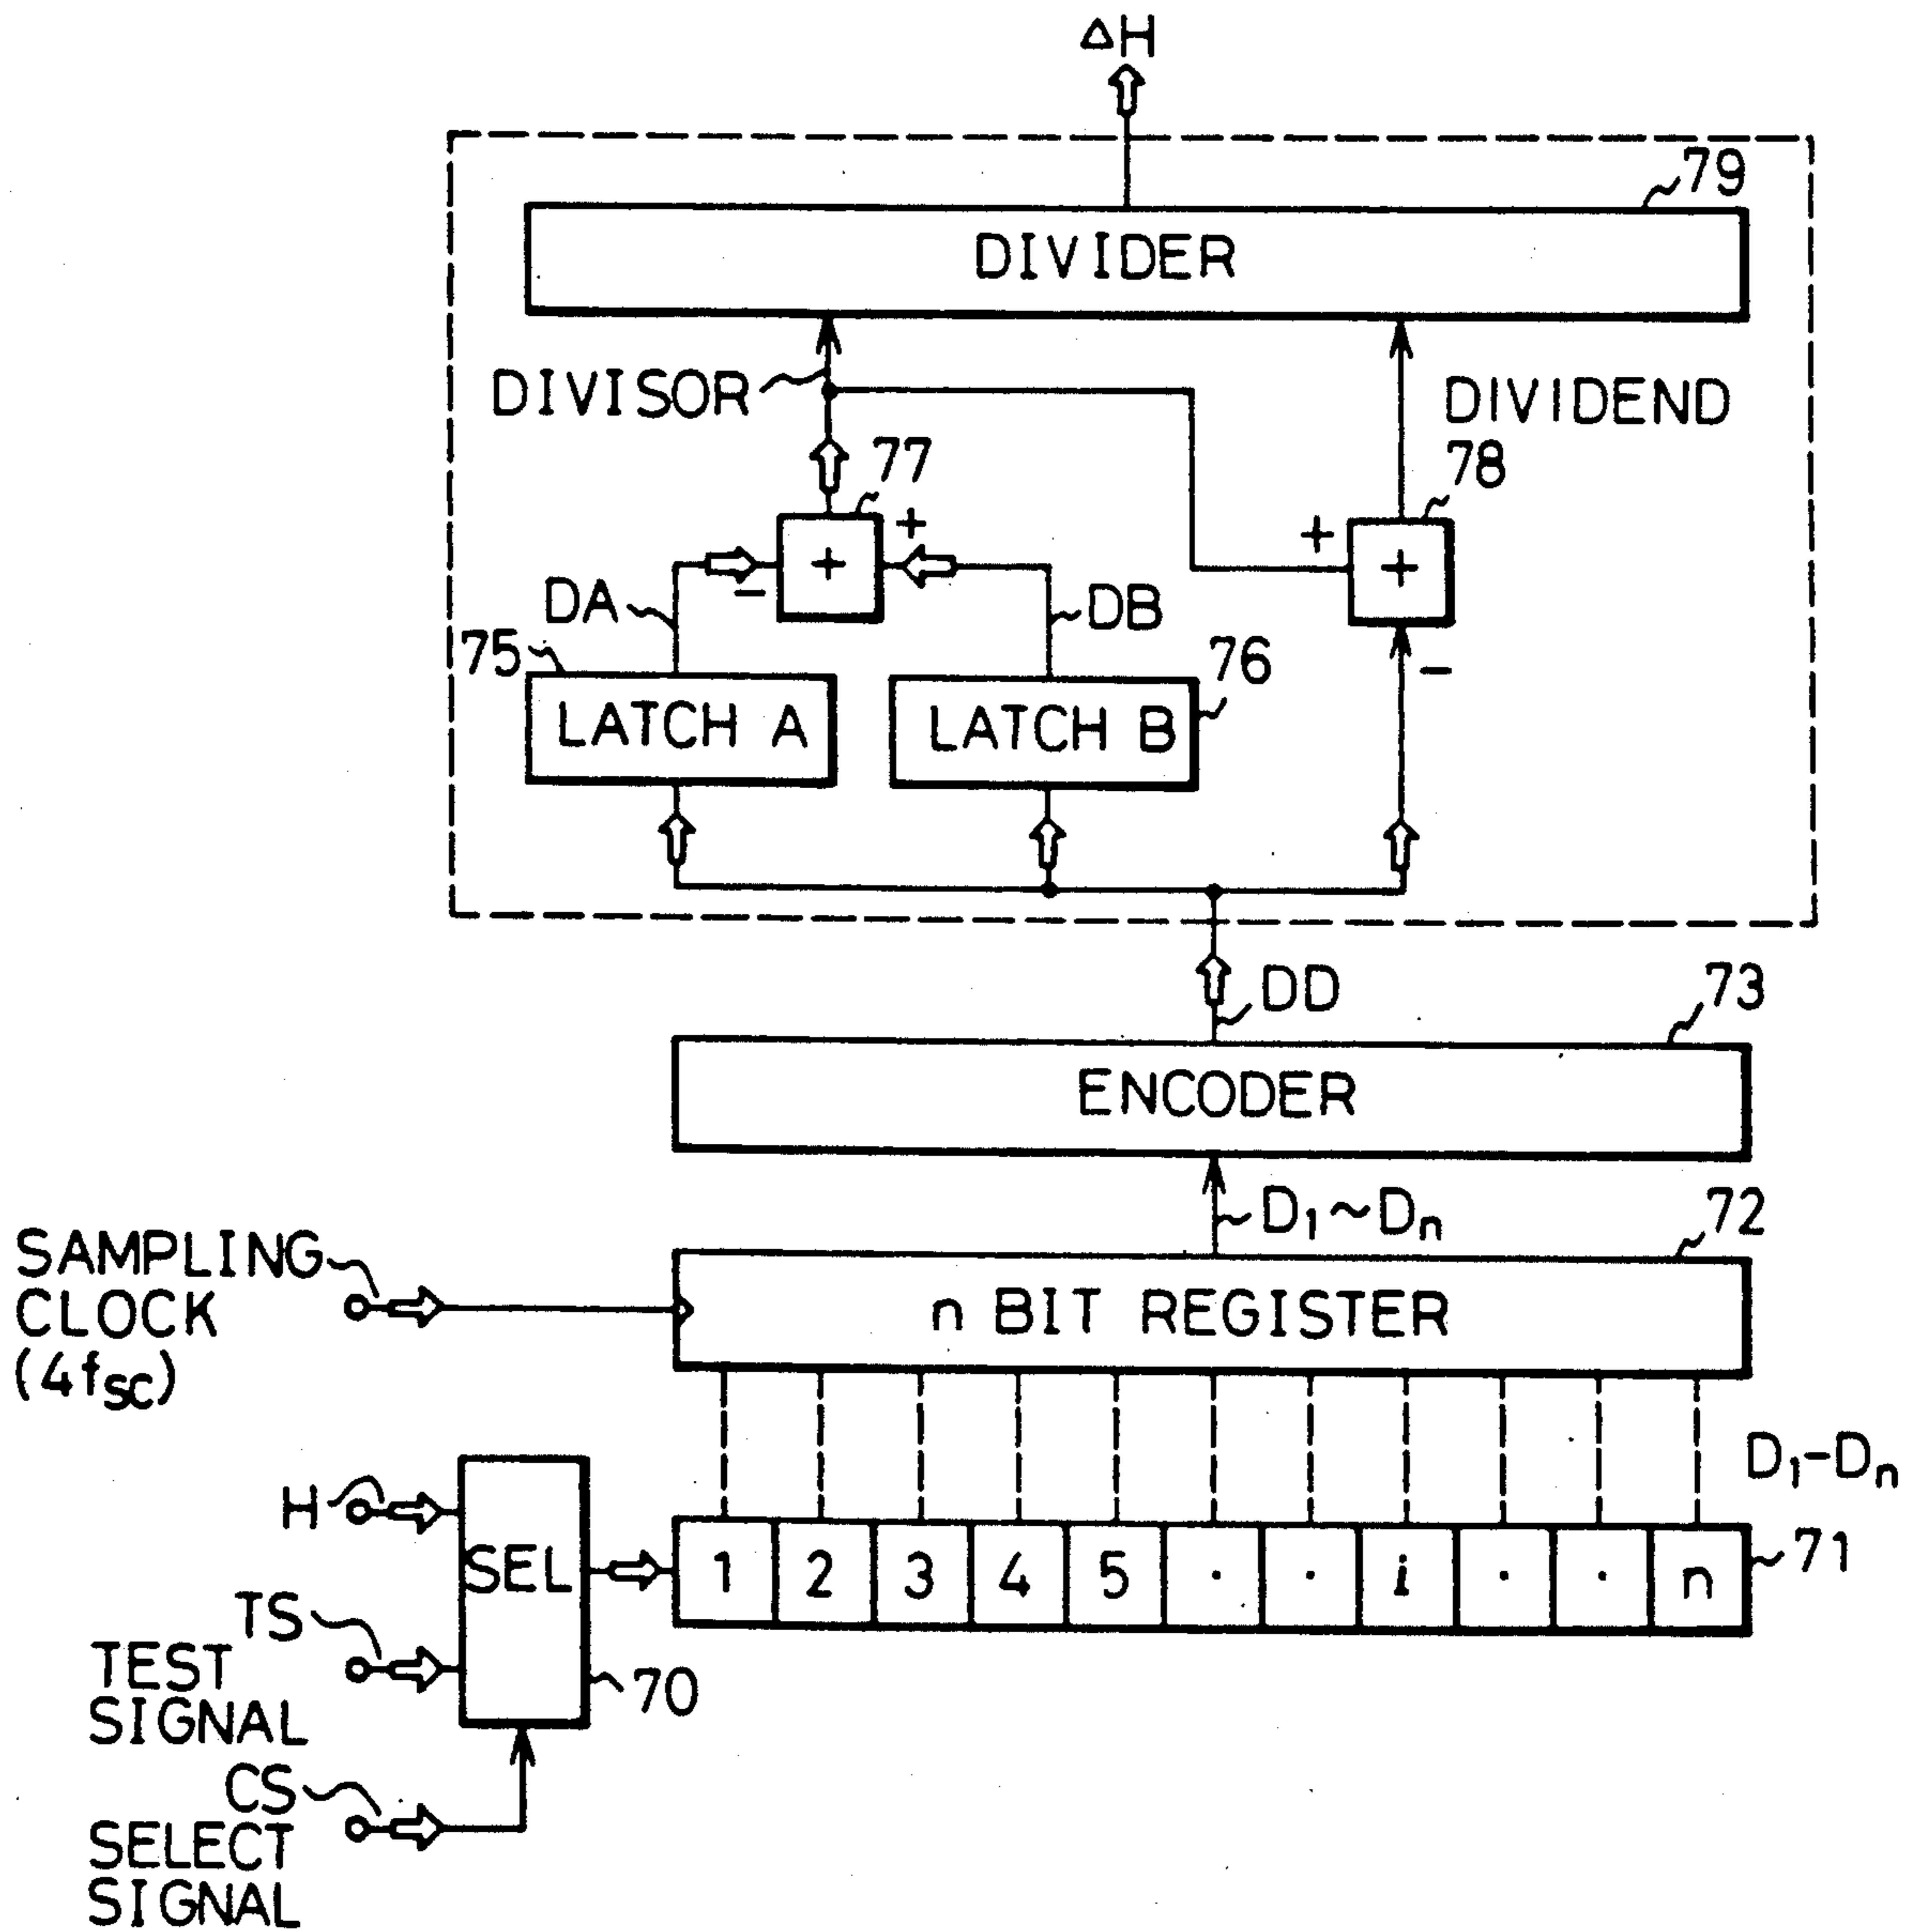 ΔH
79
DIVIDER
DIVISOR
DIVIDEND
77
78
+
+
+
+
−
DA
DB
−
75
76
LATCH A
LATCH B
DD
73
ENCODER
D1~Dn
72
SAMPLING
CLOCK
(4fsc)
n BIT REGISTER
D1-Dn
H
SEL
1 2 3 4 5 . . i . . n
71
TS
TEST
SIGNAL
70
CS
SELECT
SIGNAL